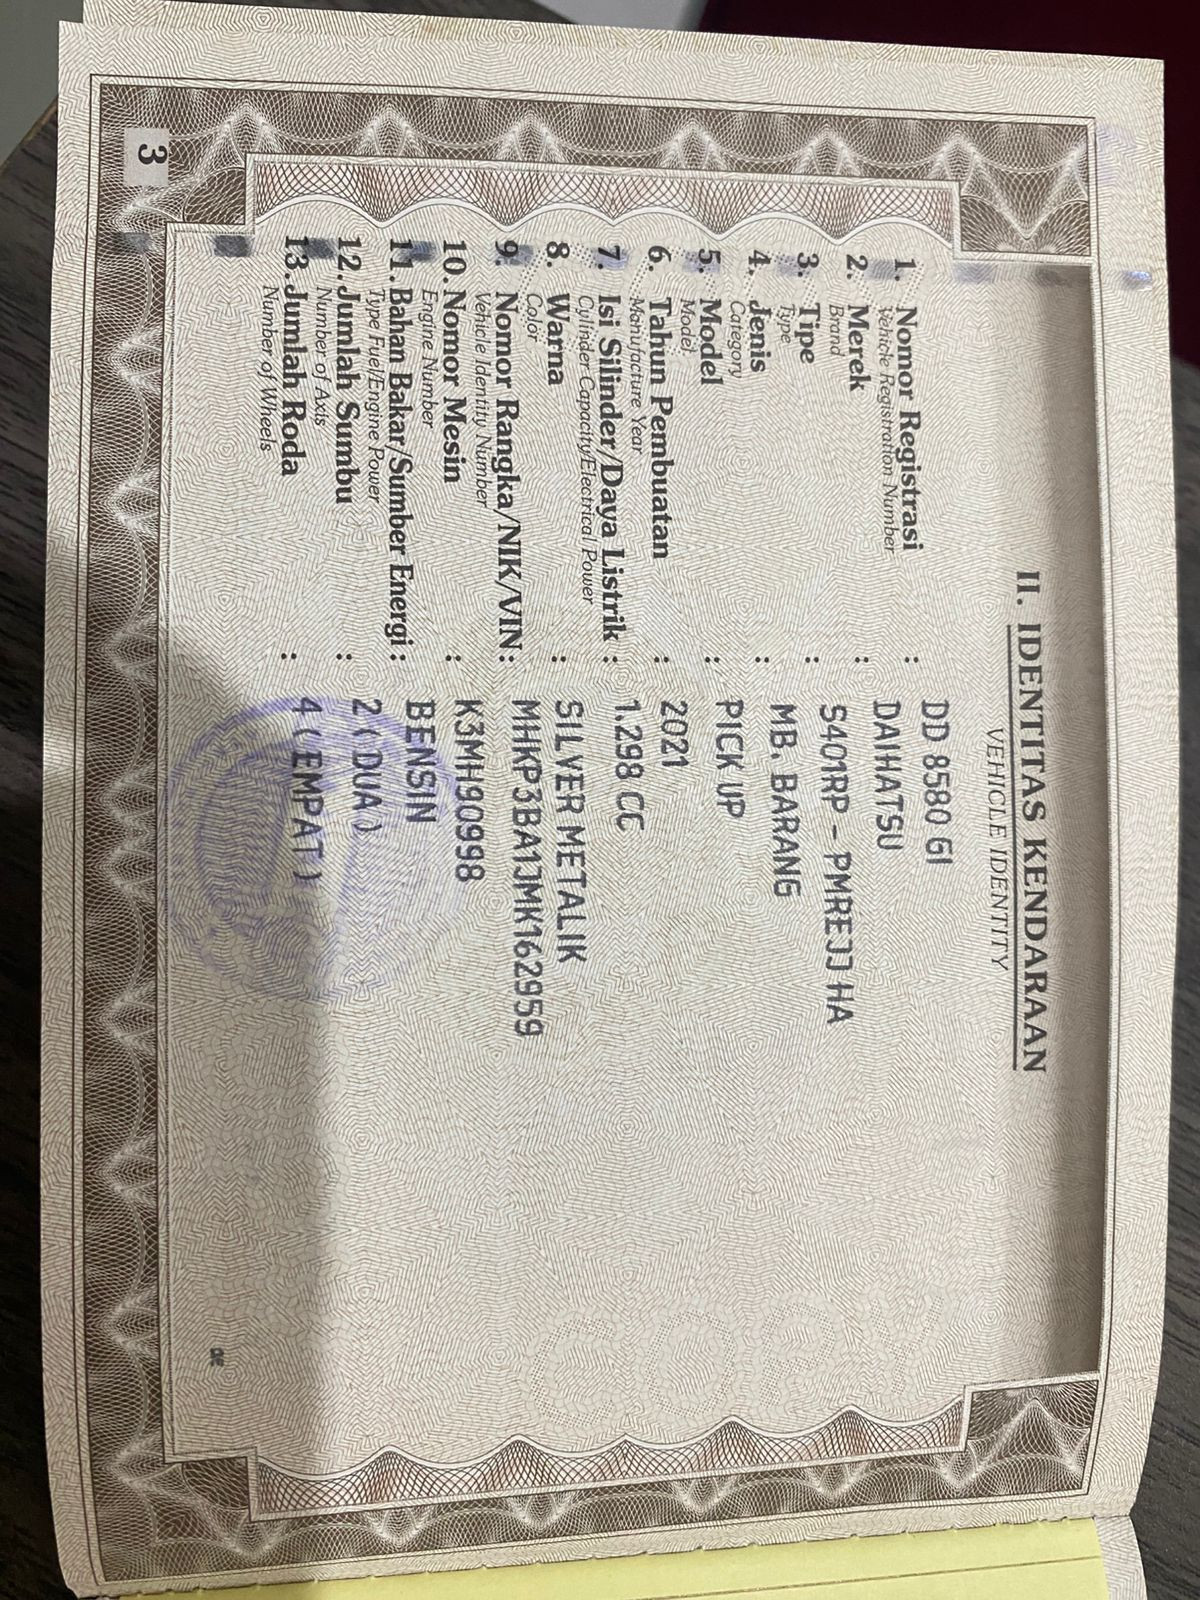 II. IDENTITAS KENDARAAN
VEHICLE IDENTITY
1. Nomor Registrasi : DD 8580 GI
Vehicle Registration Number
2. Merek : DAIHATSU
Brand
3. Tipe : S401RP - PMREJJ HA
Type
4. Jenis : MB. BARANG
Category
5. Model : PICK UP
Model
6. Tahun Pembuatan : 2021
Manufacture Year
7. Isi Silinder/Daya Listrik : 1.298 CC
Cylinder Capacity/Electrical Power
8. Warna : SILVER METALIK
Color
9. Nomor Rangka/NIK/VIN : MHKP3BA1JMK162959
Vehicle Identity Number
10. Nomor Mesin : K3MH90998
Engine Number
11. Bahan Bakar/Sumber Energi : BENSIN
Type Fuel/Engine Power
12. Jumlah Sumbu : 2 ( DUA )
Number of Axis
13. Jumlah Roda : 4 ( EMPAT )
Number of Wheels
3